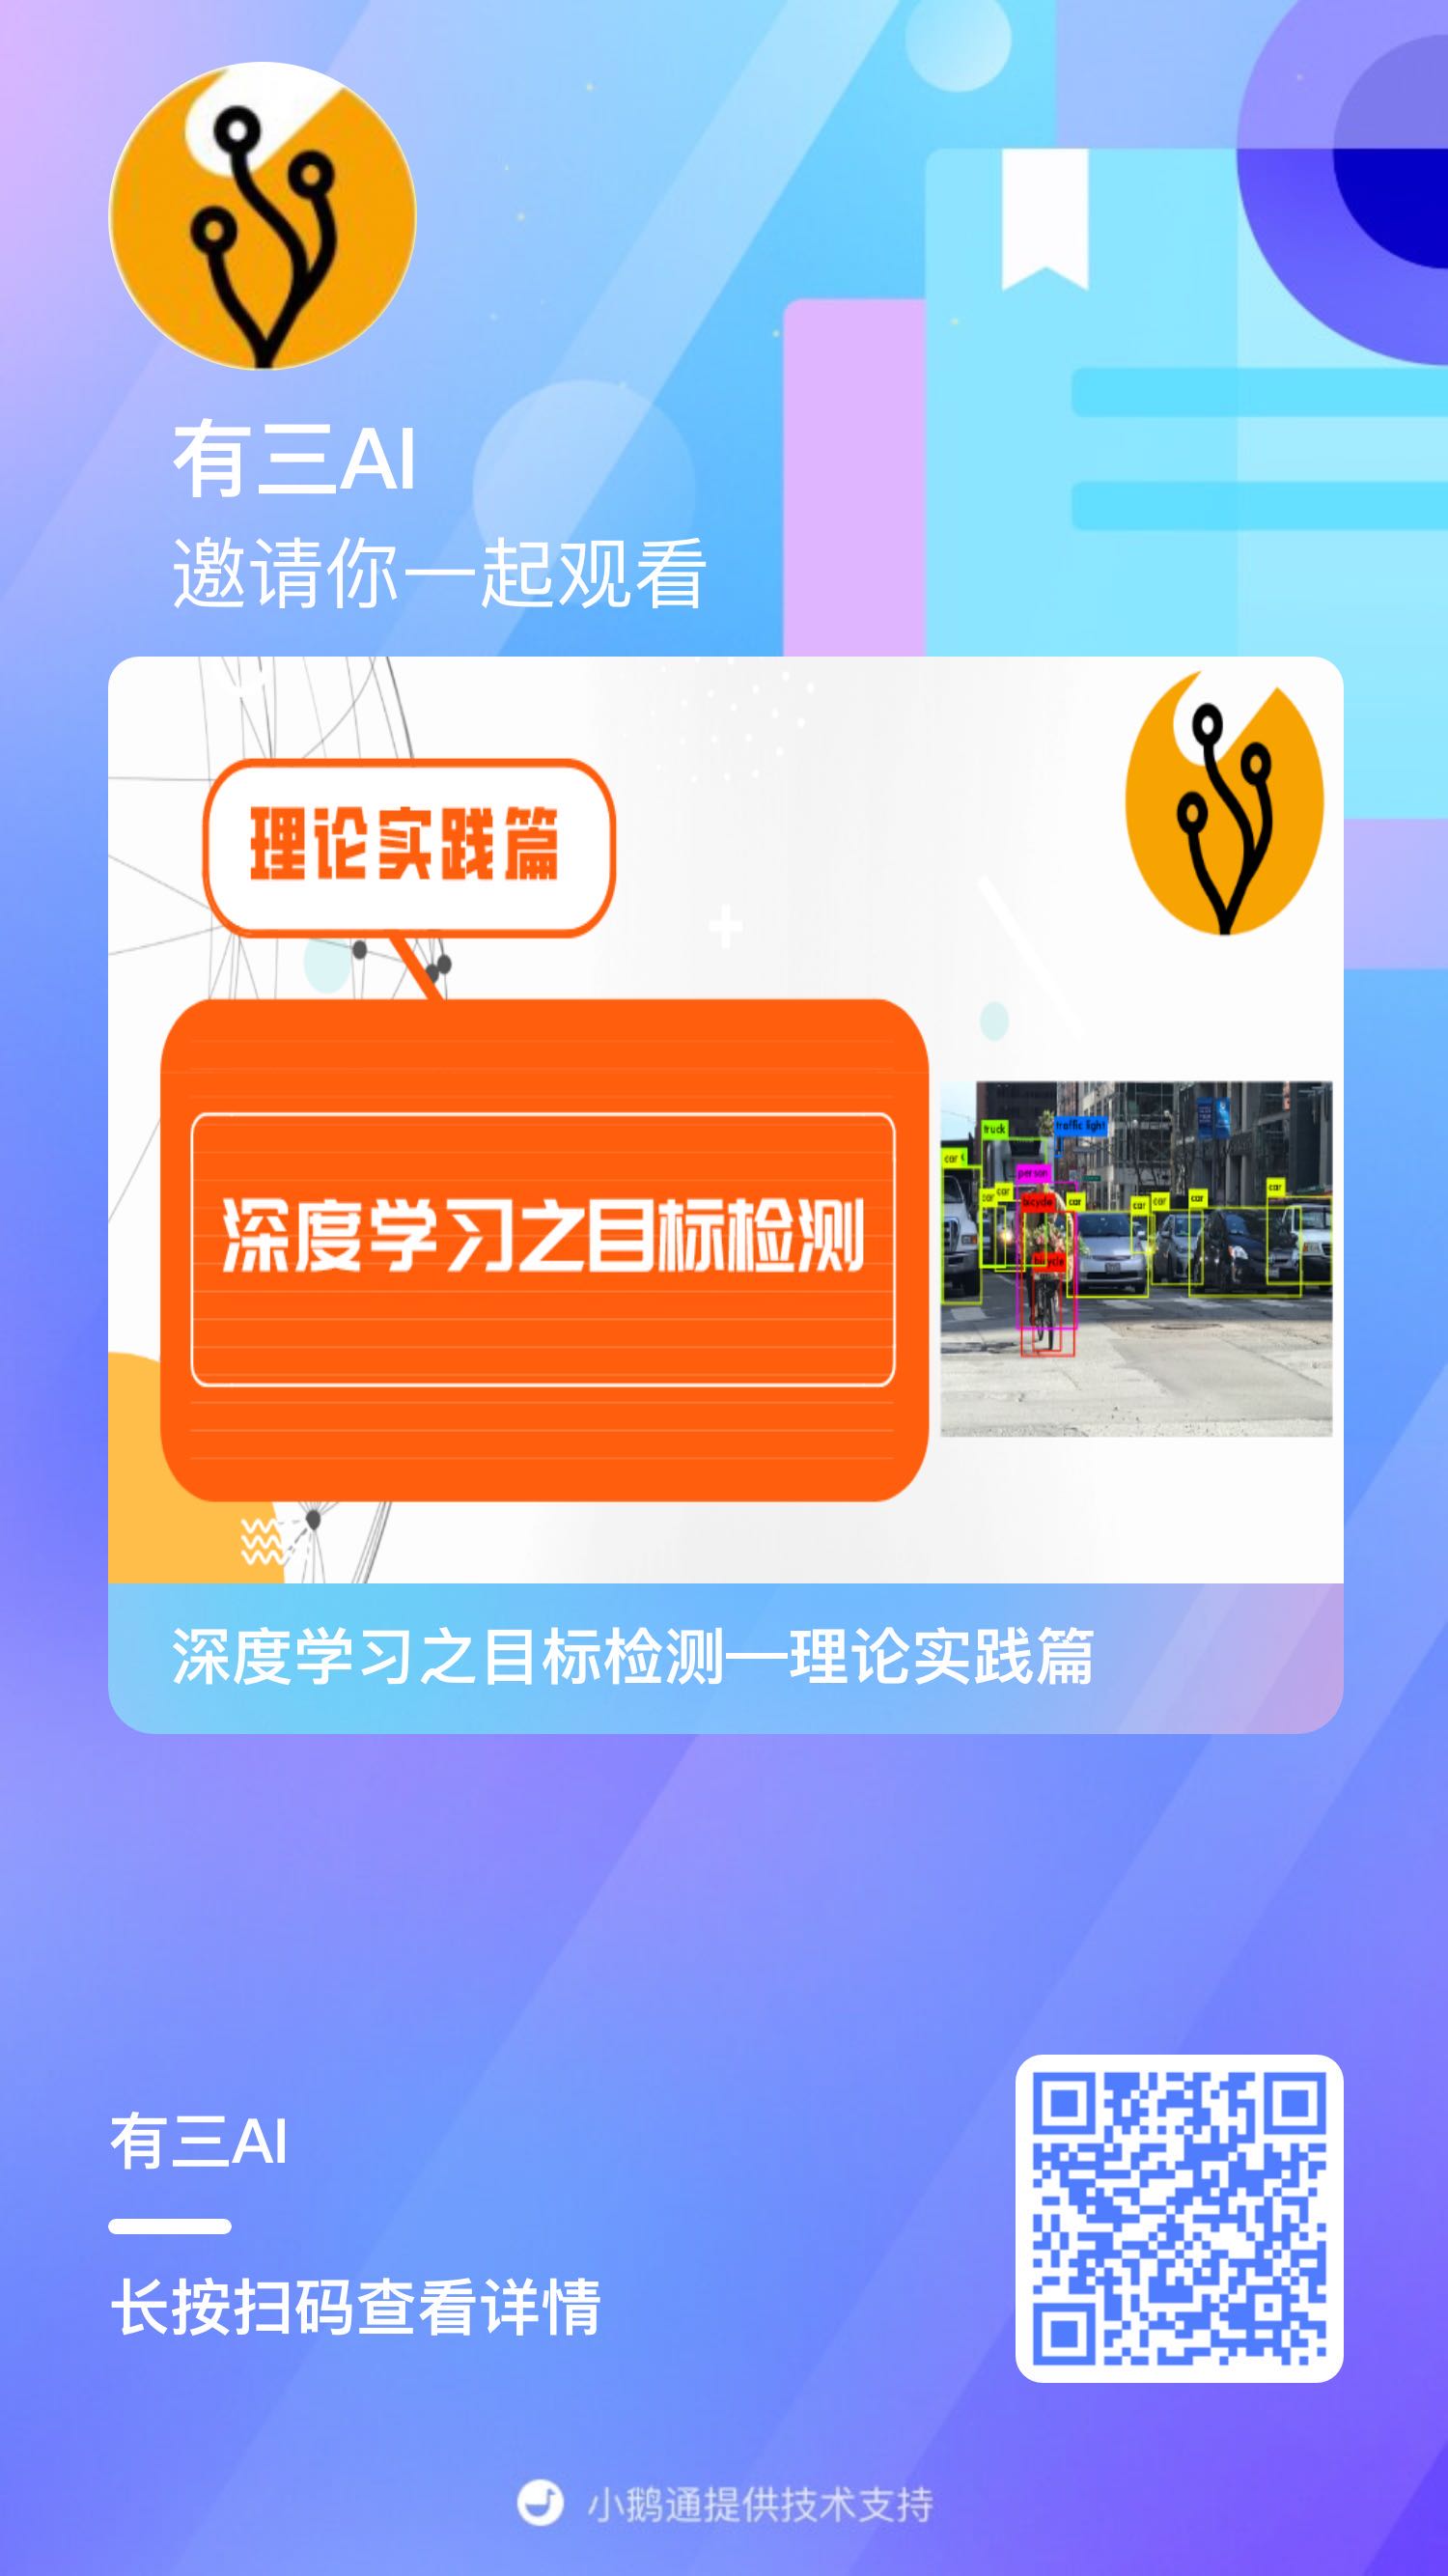 有三AI
邀请你一起观看
理论实践篇
深度学习之目标检测
truck
traffic light
car
person
car
car
bicycle
car
car
car
car
car
bicycle
深度学习之目标检测—理论实践篇
有三AI
长按扫码查看详情
小鹅通提供技术支持